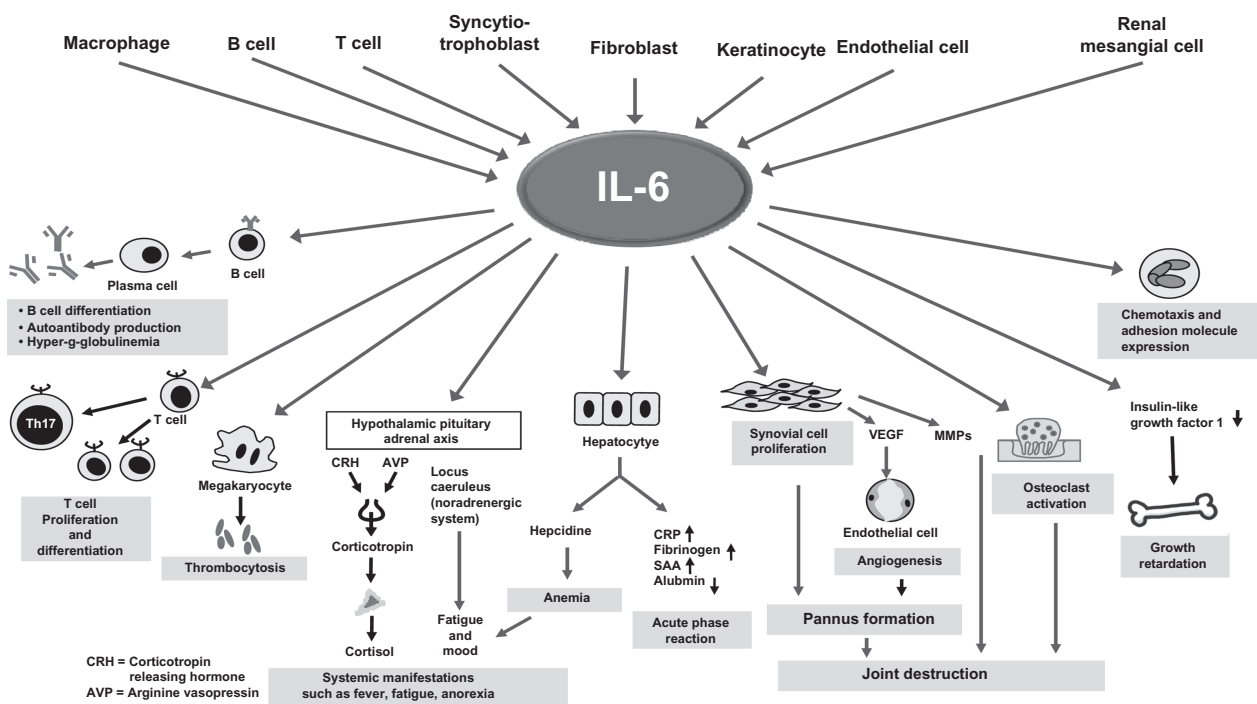 Macrophage
B cell
T cell
Syncytio-
trophoblast
Fibroblast
Keratinocyte
Endothelial cell
Renal
mesangial cell
IL-6
B cell
Plasma cell
• B cell differentiation
• Autoantibody production
• Hyper-g-globulinemia
Th17
T cell
T cell
Proliferation
and
differentiation
Megakaryocyte
Thrombocytosis
Hypothalamic pituitary
adrenal axis
CRH
AVP
Corticotropin
Cortisol
Locus
caeruleus
(noradrenergic
system)
Fatigue
and
mood
CRH = Corticotropin
releasing hormone
AVP = Arginine vasopressin
Systemic manifestations
such as fever, fatigue, anorexia
Hepatocytye
Hepcidine
Anemia
CRP
Fibrinogen
SAA
Alubmin
Acute phase
reaction
Synovial cell
proliferation
VEGF
MMPs
Endothelial cell
Angiogenesis
Pannus formation
Joint destruction
Osteoclast
activation
Chemotaxis and
adhesion molecule
expression
Insulin-like
growth factor 1
Growth
retardation